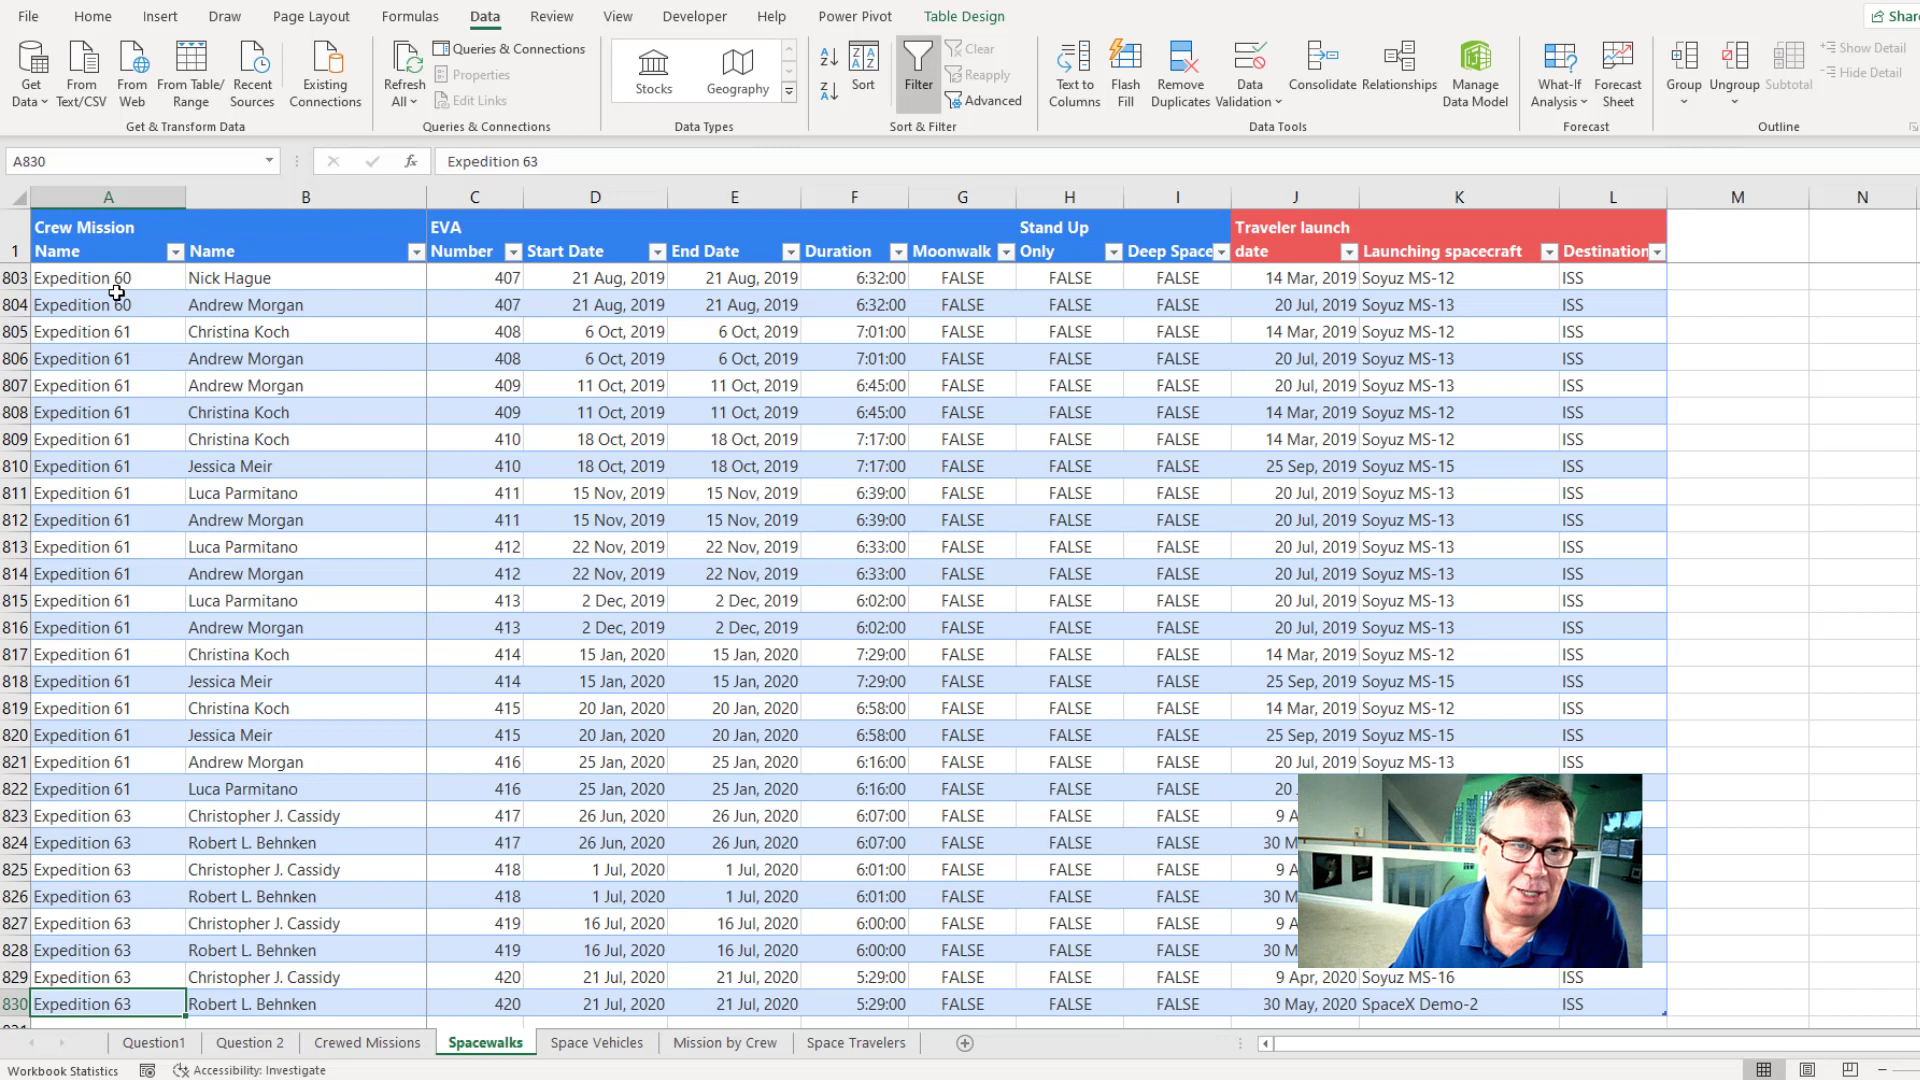 File Home Insert Draw Page Layout Formulas Data Review View Developer Help Power Pivot Table Design Share
Get Data From Text/CSV From Web From Table/ Range Recent Sources Existing Connections
Get & Transform Data
Refresh All Queries & Connections Properties Edit Links
Queries & Connections
Stocks Geography
Data Types
Sort Filter Clear Reapply Advanced
Sort & Filter
Text to Columns Flash Fill Remove Duplicates Data Validation Consolidate Relationships Manage Data Model
Data Tools
What-If Analysis Forecast Sheet
Forecast
Group Ungroup Subtotal Show Detail Hide Detail
Outline
A830 fx Expedition 63
A B C D E F G H I J K L M N
1 Crew Mission Name Name EVA Number Start Date End Date Duration Moonwalk Stand Up Only Deep Space Traveler launch date Launching spacecraft Destination
803 Expedition 60 Nick Hague 407 21 Aug, 2019 21 Aug, 2019 6:32:00 FALSE FALSE FALSE 14 Mar, 2019 Soyuz MS-12 ISS
804 Expedition 60 Andrew Morgan 407 21 Aug, 2019 21 Aug, 2019 6:32:00 FALSE FALSE FALSE 20 Jul, 2019 Soyuz MS-13 ISS
805 Expedition 61 Christina Koch 408 6 Oct, 2019 6 Oct, 2019 7:01:00 FALSE FALSE FALSE 14 Mar, 2019 Soyuz MS-12 ISS
806 Expedition 61 Andrew Morgan 408 6 Oct, 2019 6 Oct, 2019 7:01:00 FALSE FALSE FALSE 20 Jul, 2019 Soyuz MS-13 ISS
807 Expedition 61 Andrew Morgan 409 11 Oct, 2019 11 Oct, 2019 6:45:00 FALSE FALSE FALSE 20 Jul, 2019 Soyuz MS-13 ISS
808 Expedition 61 Christina Koch 409 11 Oct, 2019 11 Oct, 2019 6:45:00 FALSE FALSE FALSE 14 Mar, 2019 Soyuz MS-12 ISS
809 Expedition 61 Christina Koch 410 18 Oct, 2019 18 Oct, 2019 7:17:00 FALSE FALSE FALSE 14 Mar, 2019 Soyuz MS-12 ISS
810 Expedition 61 Jessica Meir 410 18 Oct, 2019 18 Oct, 2019 7:17:00 FALSE FALSE FALSE 25 Sep, 2019 Soyuz MS-15 ISS
811 Expedition 61 Luca Parmitano 411 15 Nov, 2019 15 Nov, 2019 6:39:00 FALSE FALSE FALSE 20 Jul, 2019 Soyuz MS-13 ISS
812 Expedition 61 Andrew Morgan 411 15 Nov, 2019 15 Nov, 2019 6:39:00 FALSE FALSE FALSE 20 Jul, 2019 Soyuz MS-13 ISS
813 Expedition 61 Luca Parmitano 412 22 Nov, 2019 22 Nov, 2019 6:33:00 FALSE FALSE FALSE 20 Jul, 2019 Soyuz MS-13 ISS
814 Expedition 61 Andrew Morgan 412 22 Nov, 2019 22 Nov, 2019 6:33:00 FALSE FALSE FALSE 20 Jul, 2019 Soyuz MS-13 ISS
815 Expedition 61 Luca Parmitano 413 2 Dec, 2019 2 Dec, 2019 6:02:00 FALSE FALSE FALSE 20 Jul, 2019 Soyuz MS-13 ISS
816 Expedition 61 Andrew Morgan 413 2 Dec, 2019 2 Dec, 2019 6:02:00 FALSE FALSE FALSE 20 Jul, 2019 Soyuz MS-13 ISS
817 Expedition 61 Christina Koch 414 15 Jan, 2020 15 Jan, 2020 7:29:00 FALSE FALSE FALSE 14 Mar, 2019 Soyuz MS-12 ISS
818 Expedition 61 Jessica Meir 414 15 Jan, 2020 15 Jan, 2020 7:29:00 FALSE FALSE FALSE 25 Sep, 2019 Soyuz MS-15 ISS
819 Expedition 61 Christina Koch 415 20 Jan, 2020 20 Jan, 2020 6:58:00 FALSE FALSE FALSE 14 Mar, 2019 Soyuz MS-12 ISS
820 Expedition 61 Jessica Meir 415 20 Jan, 2020 20 Jan, 2020 6:58:00 FALSE FALSE FALSE 25 Sep, 2019 Soyuz MS-15 ISS
821 Expedition 61 Andrew Morgan 416 25 Jan, 2020 25 Jan, 2020 6:16:00 FALSE FALSE FALSE 20 Jul, 2019 Soyuz MS-13 ISS
822 Expedition 61 Luca Parmitano 416 25 Jan, 2020 25 Jan, 2020 6:16:00 FALSE FALSE FALSE 20
823 Expedition 63 Christopher J. Cassidy 417 26 Jun, 2020 26 Jun, 2020 6:07:00 FALSE FALSE FALSE 9
824 Expedition 63 Robert L. Behnken 417 26 Jun, 2020 26 Jun, 2020 6:07:00 FALSE FALSE FALSE 30
825 Expedition 63 Christopher J. Cassidy 418 1 Jul, 2020 1 Jul, 2020 6:01:00 FALSE FALSE FALSE 9
826 Expedition 63 Robert L. Behnken 418 1 Jul, 2020 1 Jul, 2020 6:01:00 FALSE FALSE FALSE 30
827 Expedition 63 Christopher J. Cassidy 419 16 Jul, 2020 16 Jul, 2020 6:00:00 FALSE FALSE FALSE 9
828 Expedition 63 Robert L. Behnken 419 16 Jul, 2020 16 Jul, 2020 6:00:00 FALSE FALSE FALSE 30
829 Expedition 63 Christopher J. Cassidy 420 21 Jul, 2020 21 Jul, 2020 5:29:00 FALSE FALSE FALSE 9 Apr, 2020 Soyuz MS-16 ISS
830 Expedition 63 Robert L. Behnken 420 21 Jul, 2020 21 Jul, 2020 5:29:00 FALSE FALSE FALSE 30 May, 2020 SpaceX Demo-2 ISS
Question1 Question 2 Crewed Missions Spacewalks Space Vehicles Mission by Crew Space Travelers
Workbook Statistics Accessibility: Investigate